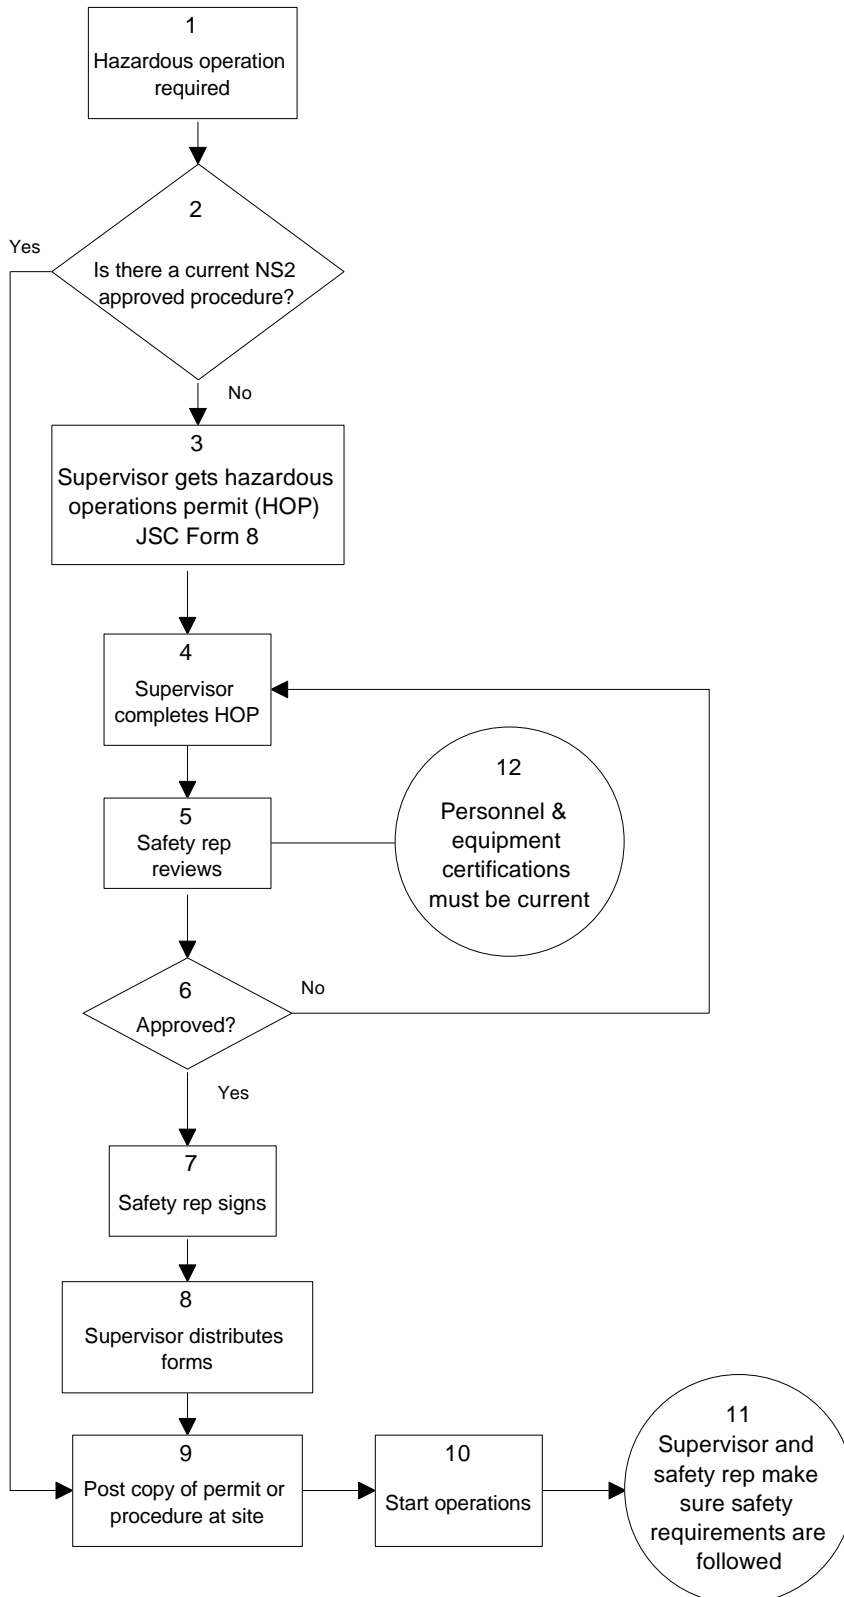 1
Hazardous operation
required
2
Yes
Is there a current NS2
approved procedure?
No
3
Supervisor gets hazardous
operations permit (HOP)
JSC Form 8
4
Supervisor
completes HOP
5
Safety rep
reviews
12
Personnel &
equipment
certifications
must be current
6
Approved?
No
Yes
7
Safety rep signs
8
Supervisor distributes
forms
9
Post copy of permit or
procedure at site
10
Start operations
11
Supervisor and
safety rep make
sure safety
requirements are
followed